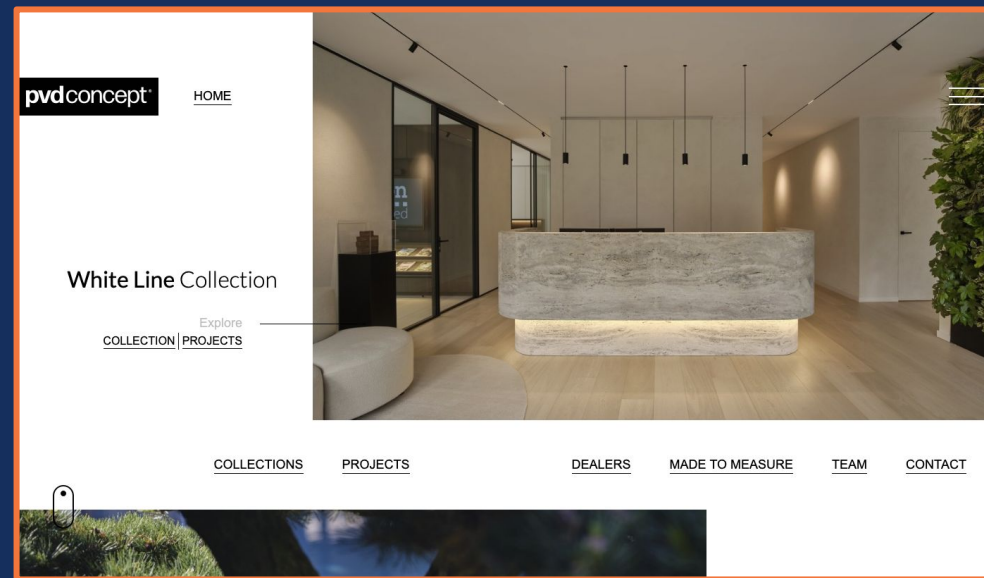 pvdconcept®
HOME
White Line Collection
Explore
COLLECTION | PROJECTS
COLLECTIONS PROJECTS DEALERS MADE TO MEASURE TEAM CONTACT